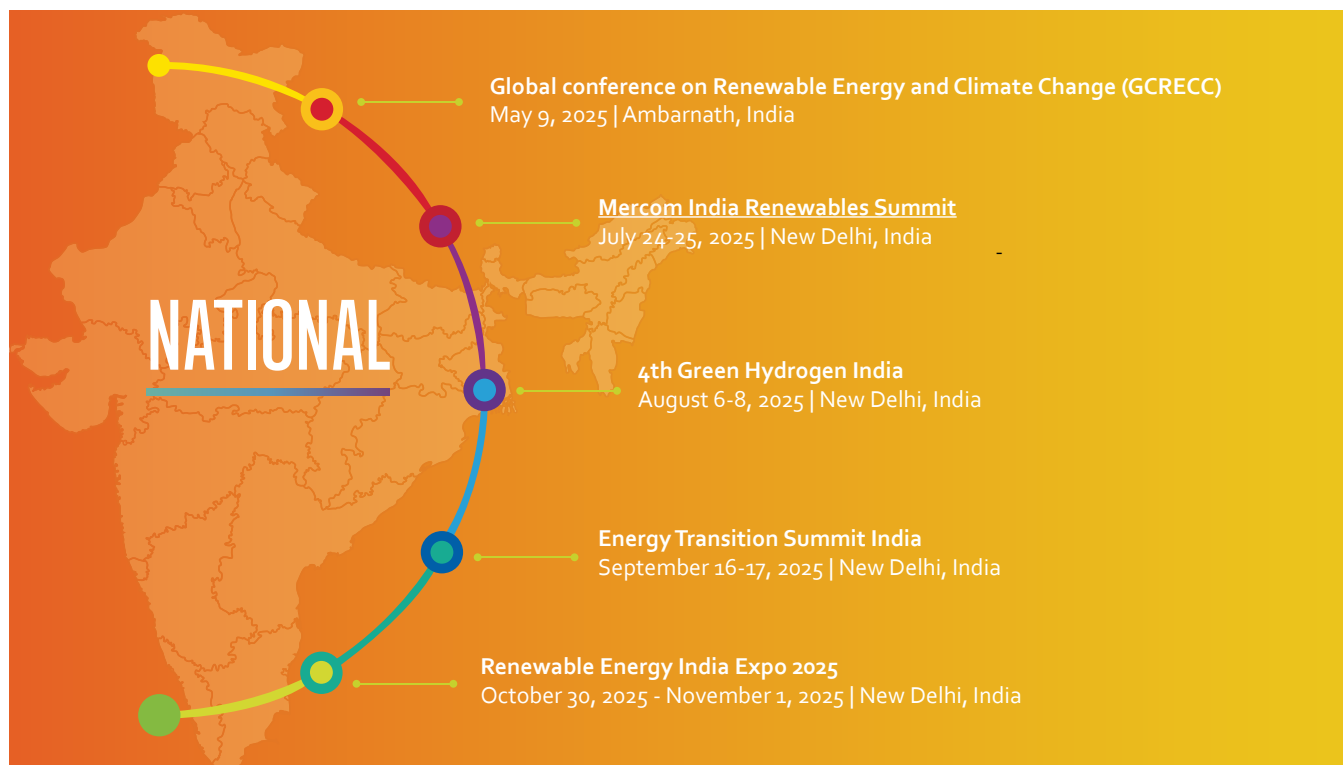 Global conference on Renewable Energy and Climate Change (GCRECC)
May 9, 2025 | Ambarnath, India
Mercom India Renewables Summit
July 24-25, 2025 | New Delhi, India
-
NATIONAL
4th Green Hydrogen India
August 6-8, 2025 | New Delhi, India
Energy Transition Summit India
September 16-17, 2025 | New Delhi, India
Renewable Energy India Expo 2025
October 30, 2025 - November 1, 2025 | New Delhi, India